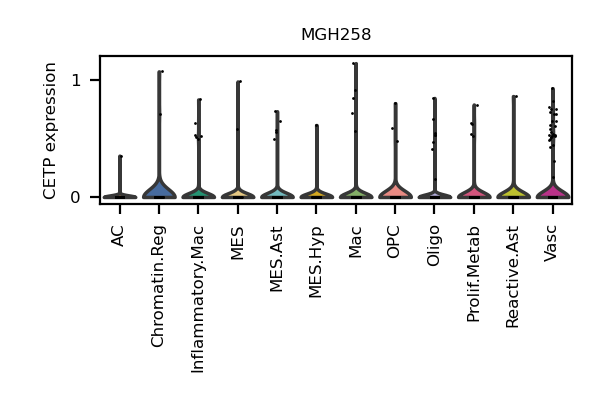 MGH258
CETP expression
1
0
AC
Chromatin.Reg
Inflammatory.Mac
MES
MES.Ast
MES.Hyp
Mac
OPC
Oligo
Prolif.Metab
Reactive.Ast
Vasc